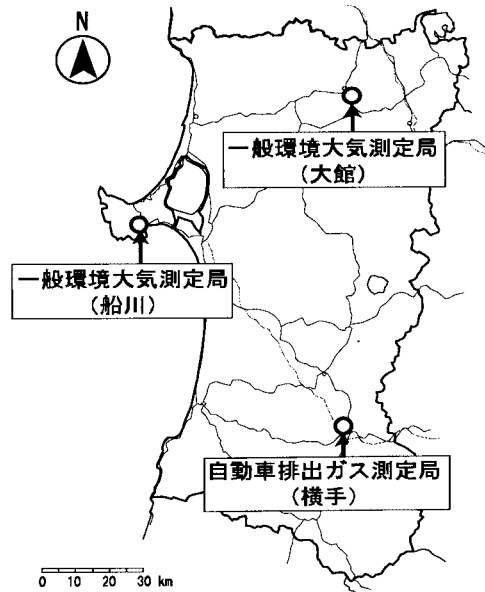 N
一般環境大気測定局
(大館)
一般環境大気測定局
(船川)
自動車排出ガス測定局
(横手)
0 10 20 30 km